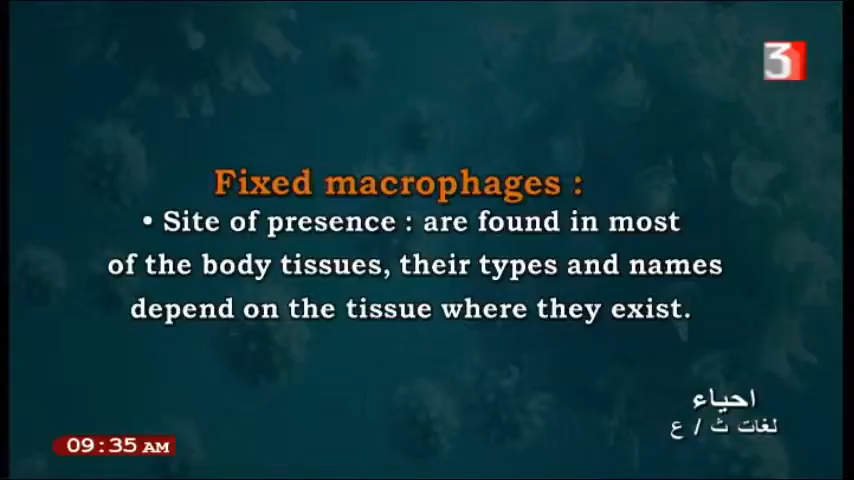 3
Fixed macrophages :
• Site of presence : are found in most
of the body tissues, their types and names
depend on the tissue where they exist.
احياء
لغات ث / ع
09:35 AM